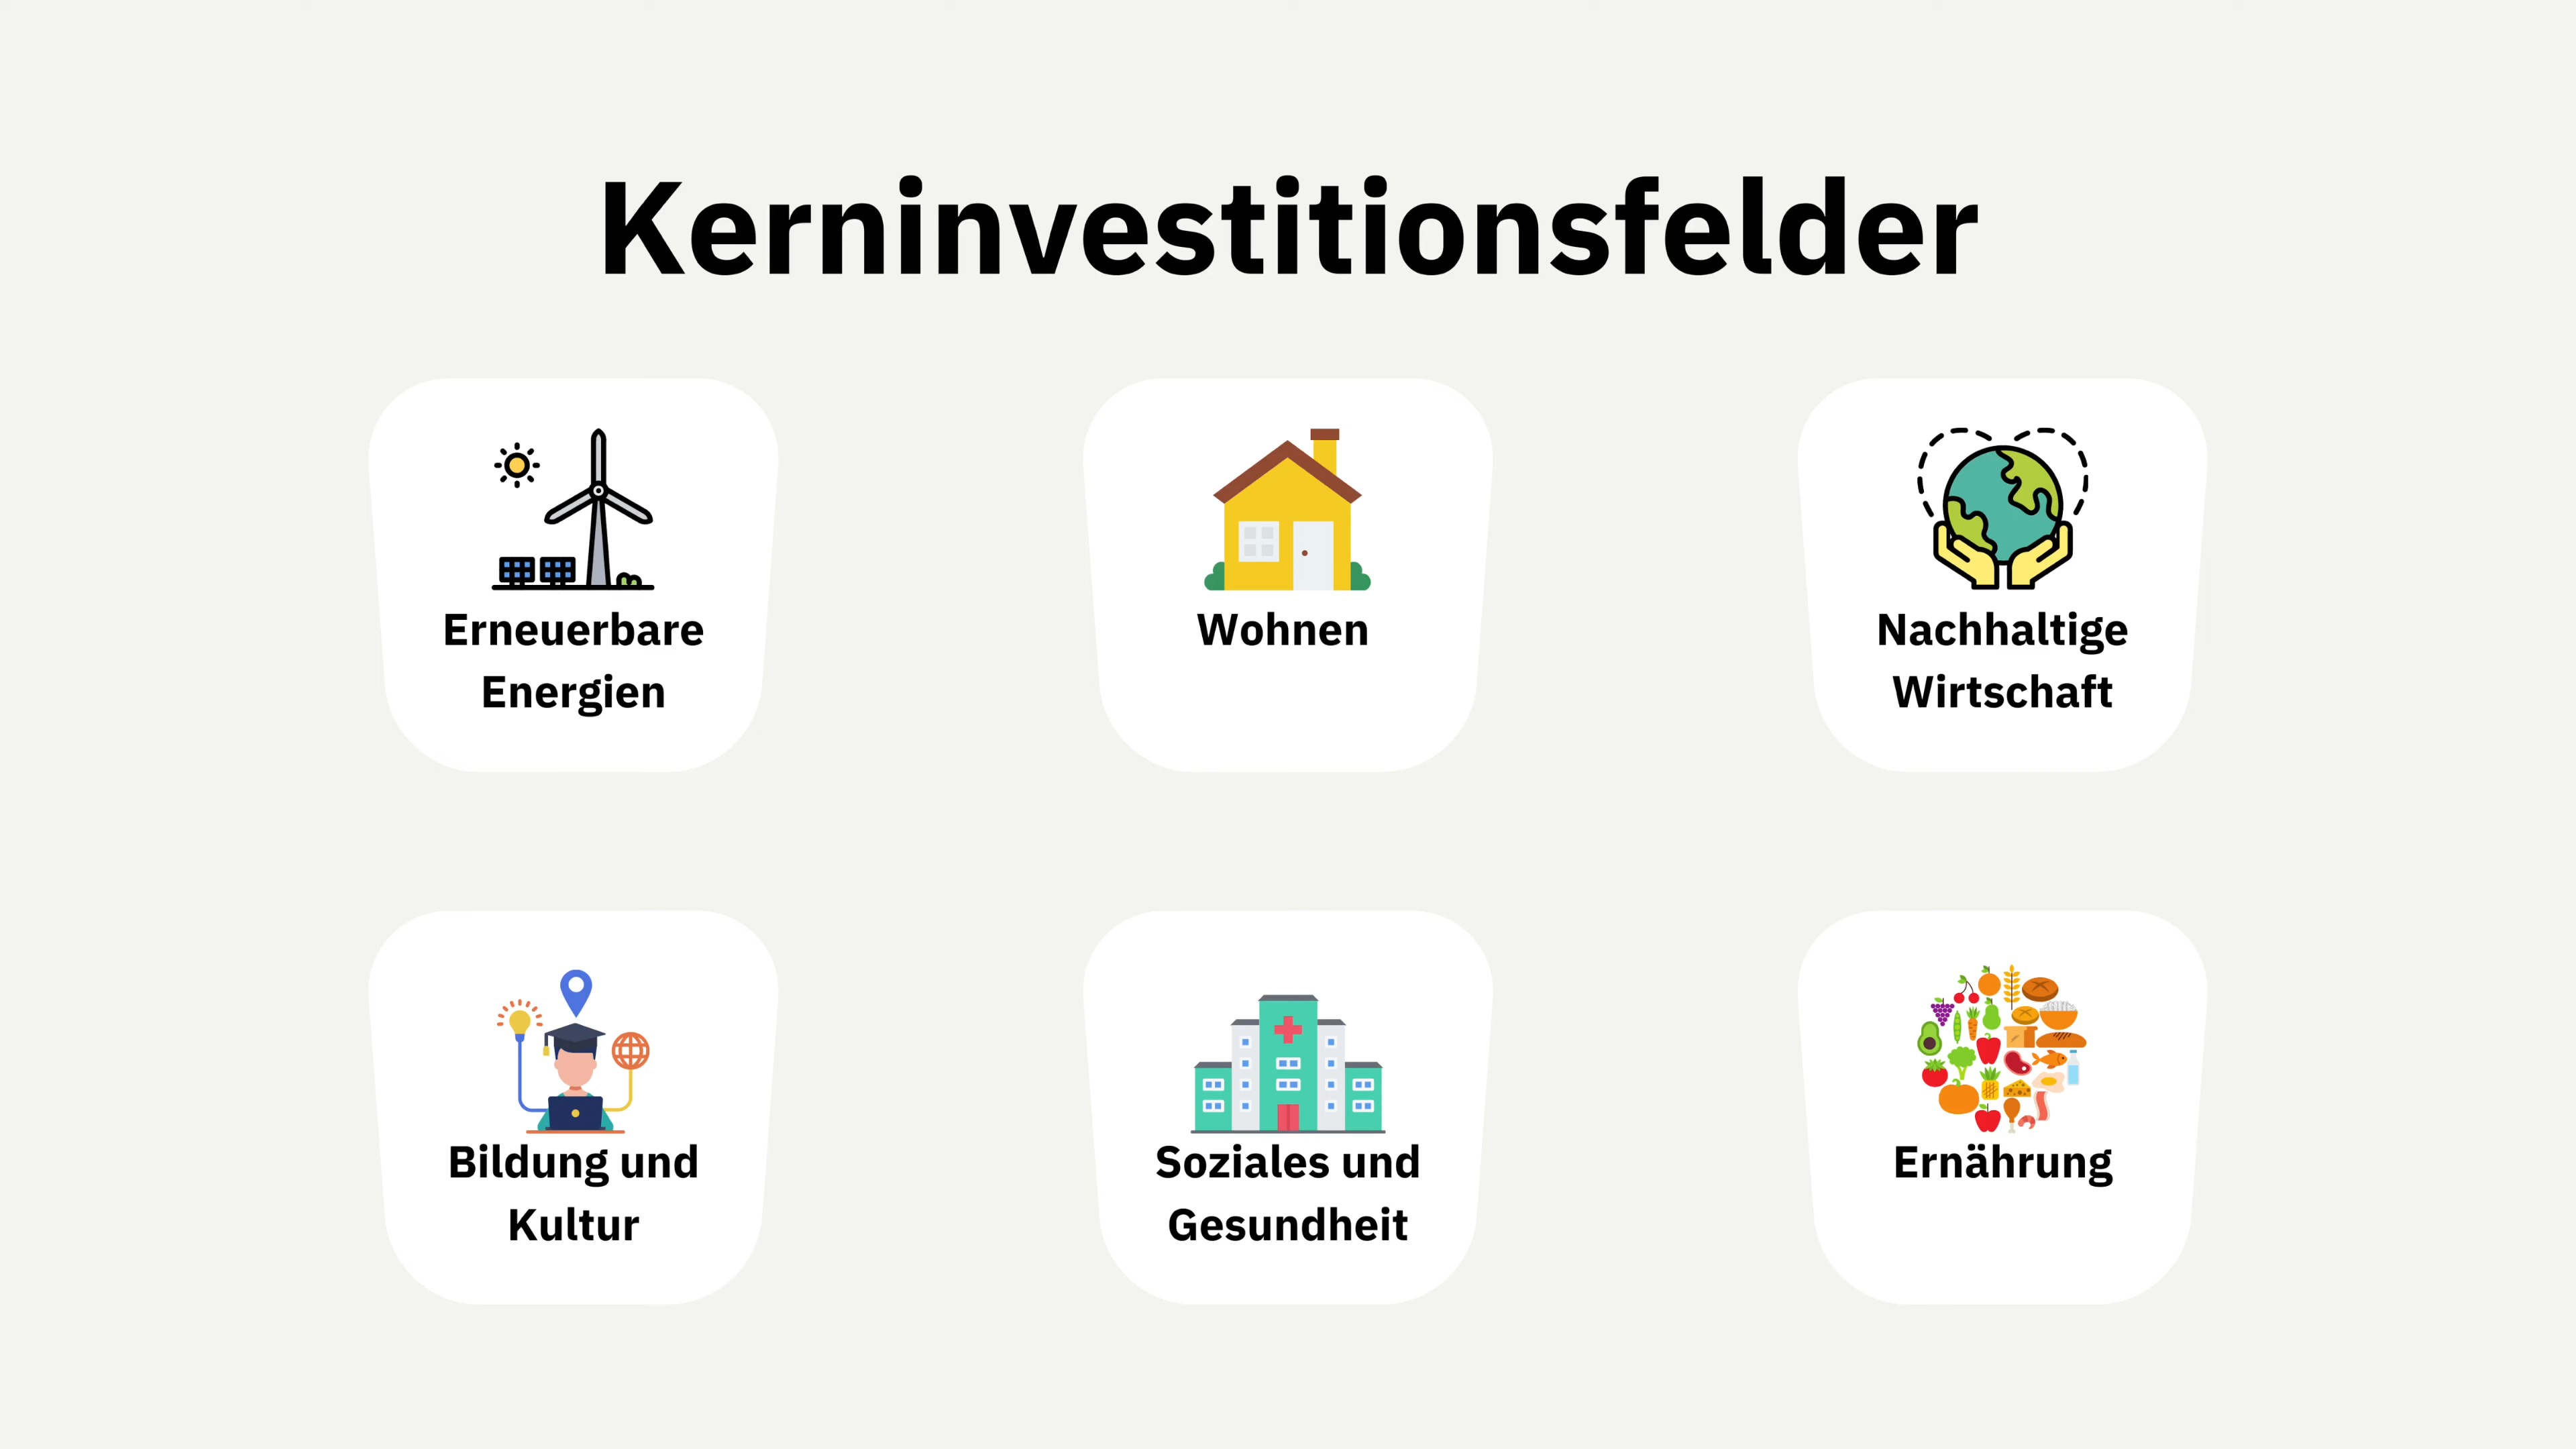 Kerninvestitionsfelder
Erneuerbare
Energien
Wohnen
Nachhaltige
Wirtschaft
Bildung und
Kultur
Soziales und
Gesundheit
Ernährung